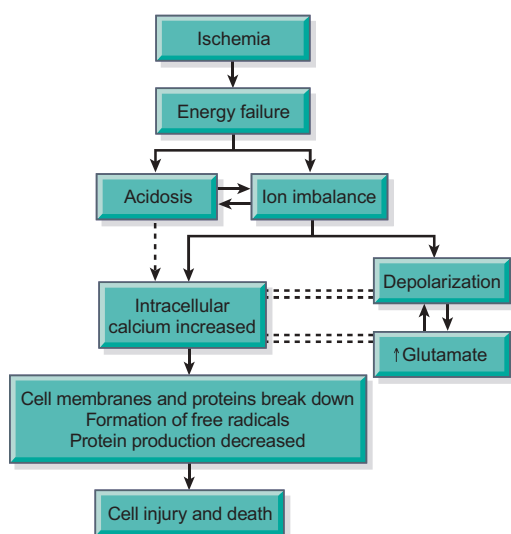 Ischemia
Energy failure
Acidosis
Ion imbalance
Depolarization
Intracellular
calcium increased
↑Glutamate
Cell membranes and proteins break down
Formation of free radicals
Protein production decreased
Cell injury and death